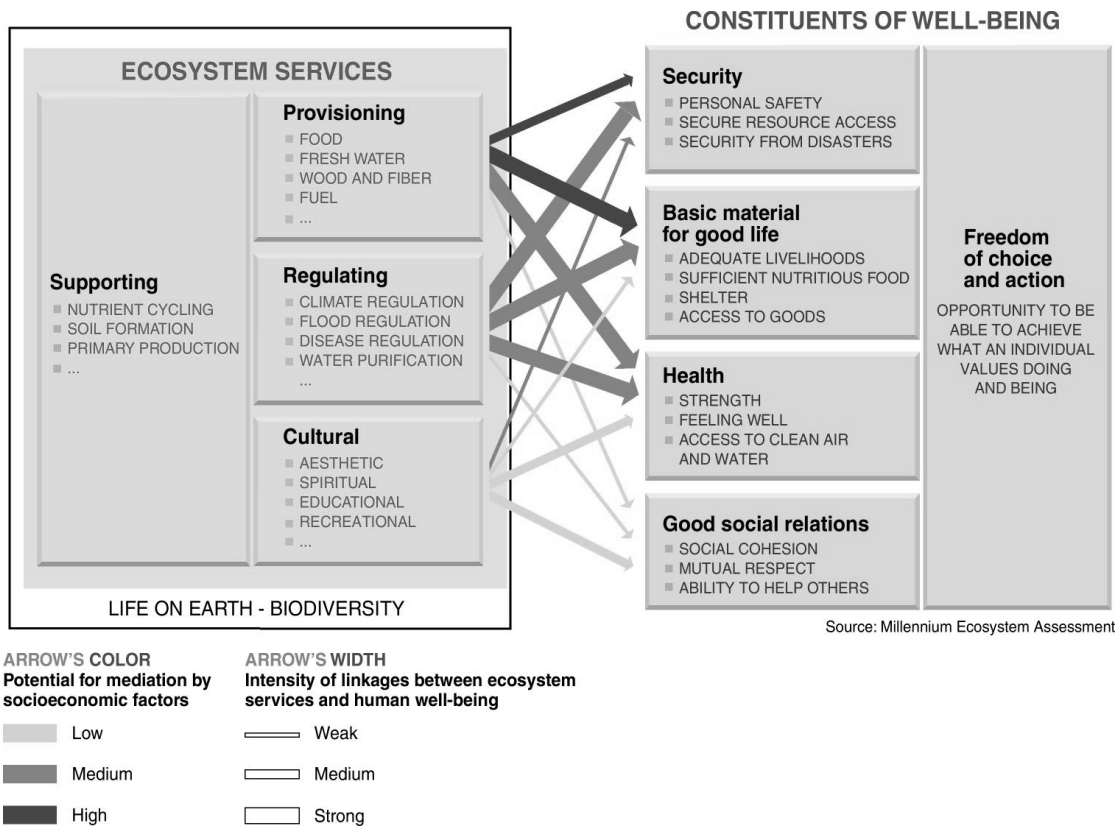 CONSTITUENTS OF WELL-BEING
ECOSYSTEM SERVICES
Supporting
NUTRIENT CYCLING
SOIL FORMATION
PRIMARY PRODUCTION
...
Provisioning
FOOD
FRESH WATER
WOOD AND FIBER
FUEL
...
Regulating
CLIMATE REGULATION
FLOOD REGULATION
DISEASE REGULATION
WATER PURIFICATION
...
Cultural
AESTHETIC
SPIRITUAL
EDUCATIONAL
RECREATIONAL
...
LIFE ON EARTH - BIODIVERSITY
Security
PERSONAL SAFETY
SECURE RESOURCE ACCESS
SECURITY FROM DISASTERS
Basic material
for good life
ADEQUATE LIVELIHOODS
SUFFICIENT NUTRITIOUS FOOD
SHELTER
ACCESS TO GOODS
Health
STRENGTH
FEELING WELL
ACCESS TO CLEAN AIR
AND WATER
Good social relations
SOCIAL COHESION
MUTUAL RESPECT
ABILITY TO HELP OTHERS
Freedom
of choice
and action
OPPORTUNITY TO BE
ABLE TO ACHIEVE
WHAT AN INDIVIDUAL
VALUES DOING
AND BEING
Source: Millennium Ecosystem Assessment
ARROW'S COLOR
Potential for mediation by
socioeconomic factors
Low
Medium
High
ARROW'S WIDTH
Intensity of linkages between ecosystem
services and human well-being
Weak
Medium
Strong